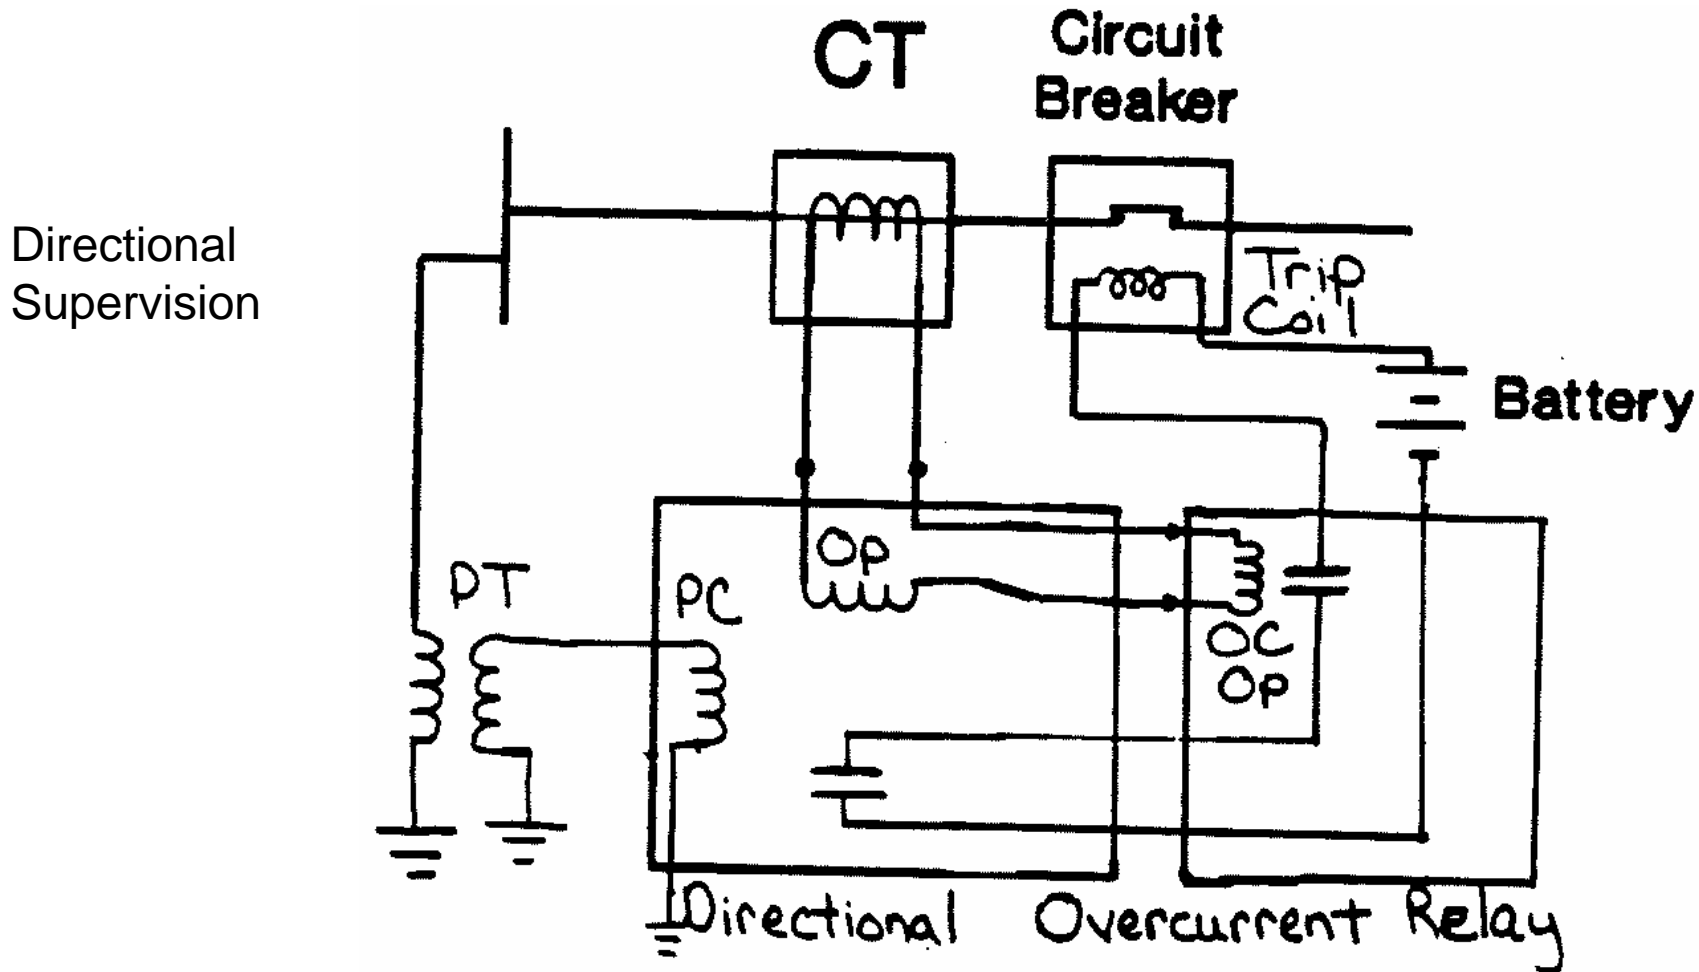 CT
Circuit
Breaker
Directional
Supervision
Trip
Coil
Battery
Op
PT
PC
OC
Op
Directional Overcurrent Relay